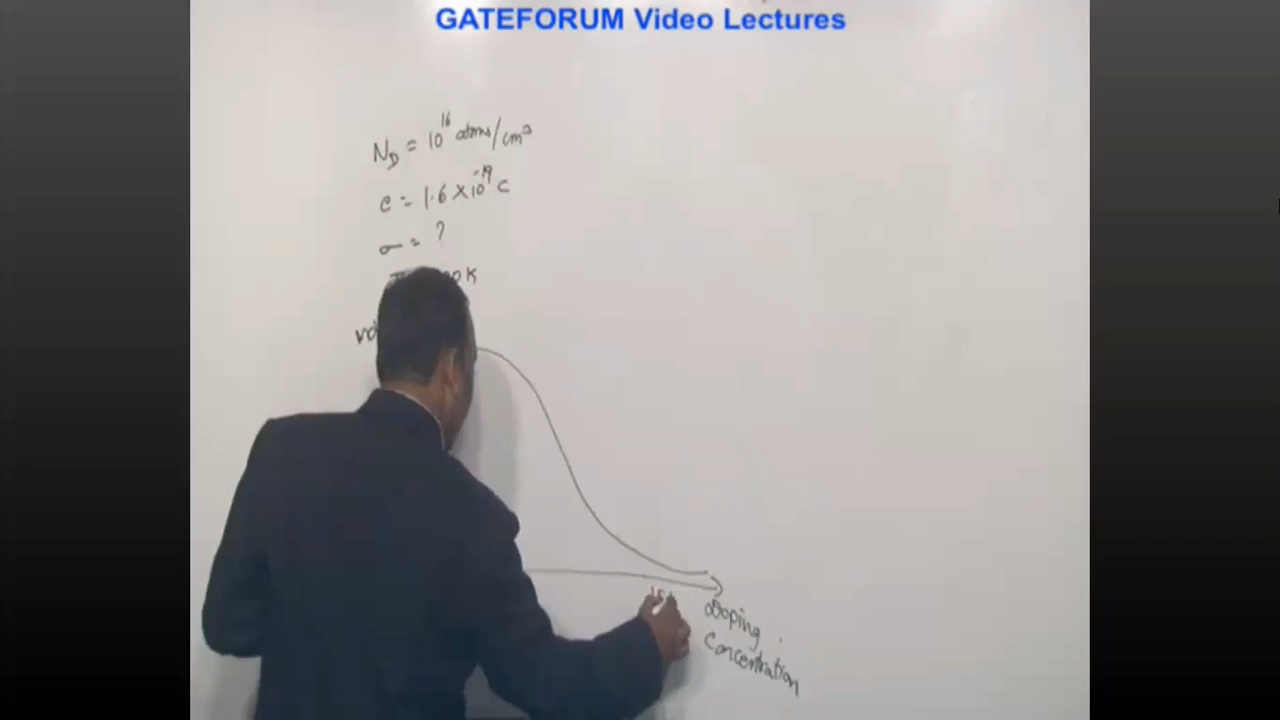 GATEFORUM Video Lectures
N_D = 10^16 atoms/cm^3
e = 1.6 × 10^-19 C
σ = ?
Doping
Concentration